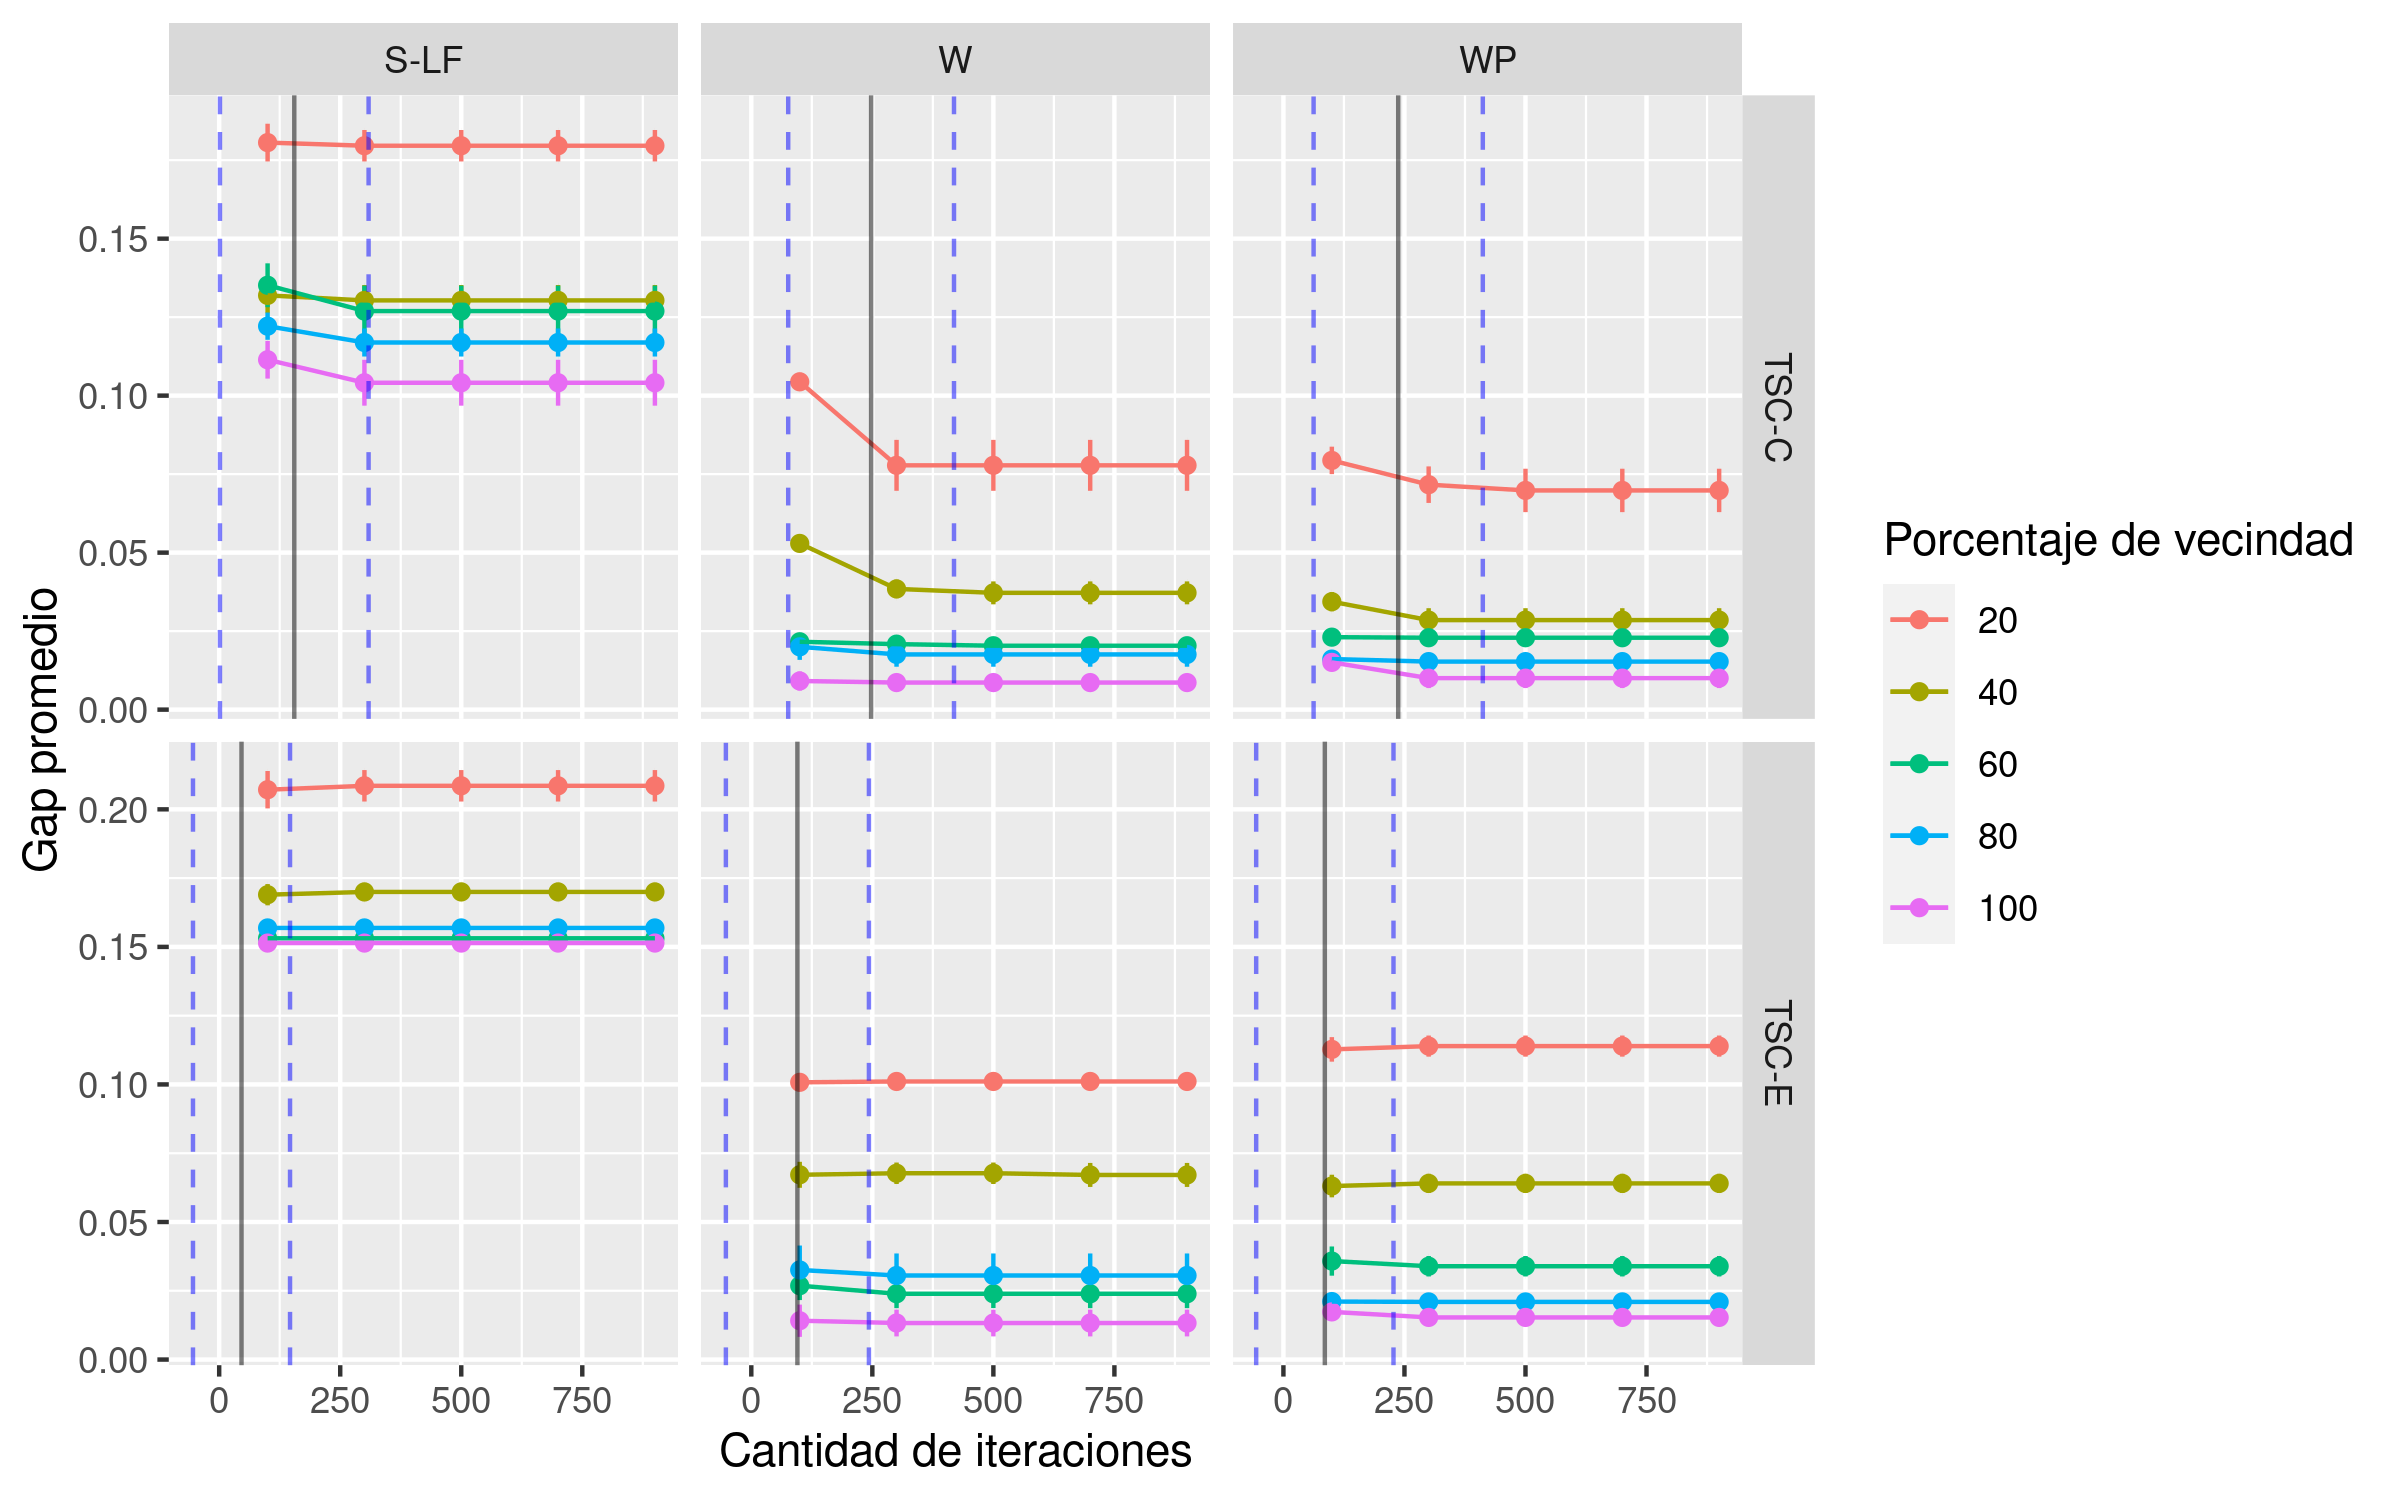 S-LF W WP
0.15
0.10
0.05
0.00
TSC-C
0.20
0.15
0.10
0.05
0.00
TSC-E
Gap promedio
0 250 500 750 0 250 500 750 0 250 500 750
Cantidad de iteraciones
Porcentaje de vecindad
20
40
60
80
100